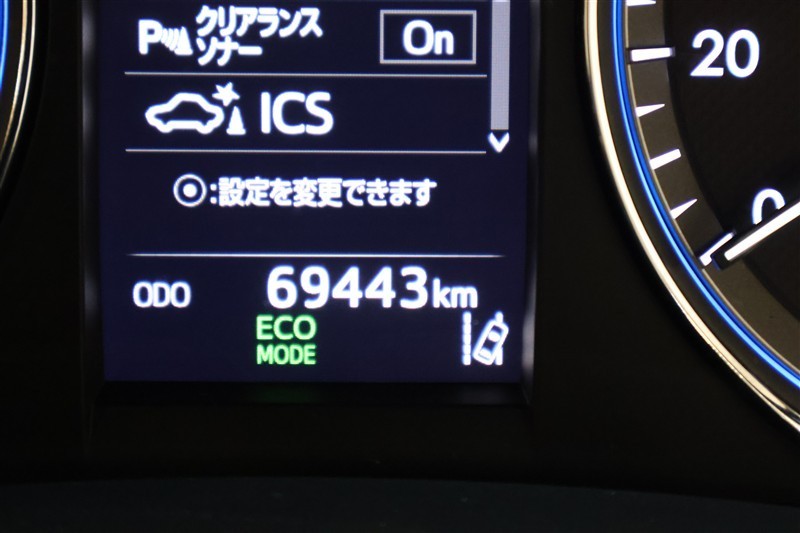 P クリアランス
ソナー On
ICS
⦿:設定を変更できます
ODO 69443km
ECO
MODE
20
0